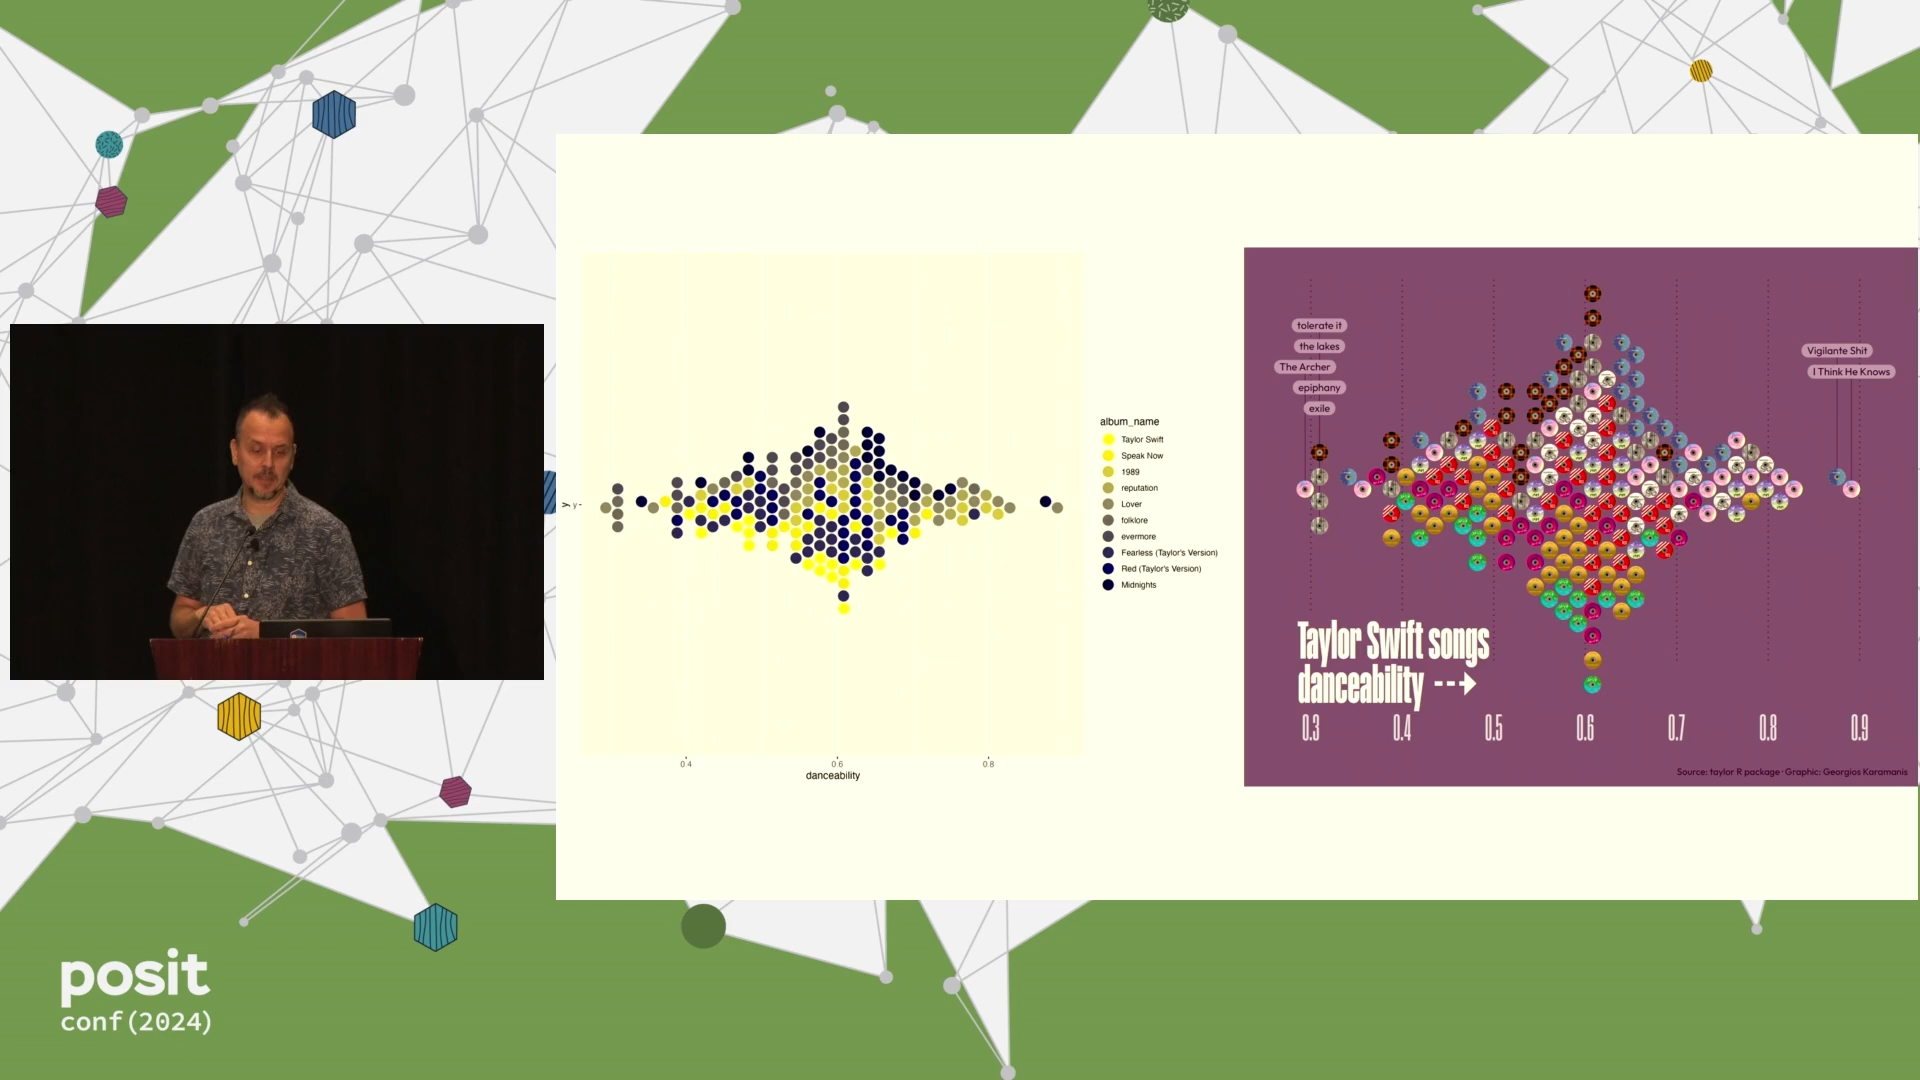 y
y
0.4
0.6
0.8
danceability
album_name
Taylor Swift
Speak Now
1989
reputation
Lover
folklore
evermore
Fearless (Taylor's Version)
Red (Taylor's Version)
Midnights
tolerate it
the lakes
The Archer
epiphany
exile
Vigilante Shit
I Think He Knows
Taylor Swift songs
danceability
0.3
0.4
0.5
0.6
0.7
0.8
0.9
Source: taylor R package · Graphic: Georgios Karamanis
posit
conf(2024)